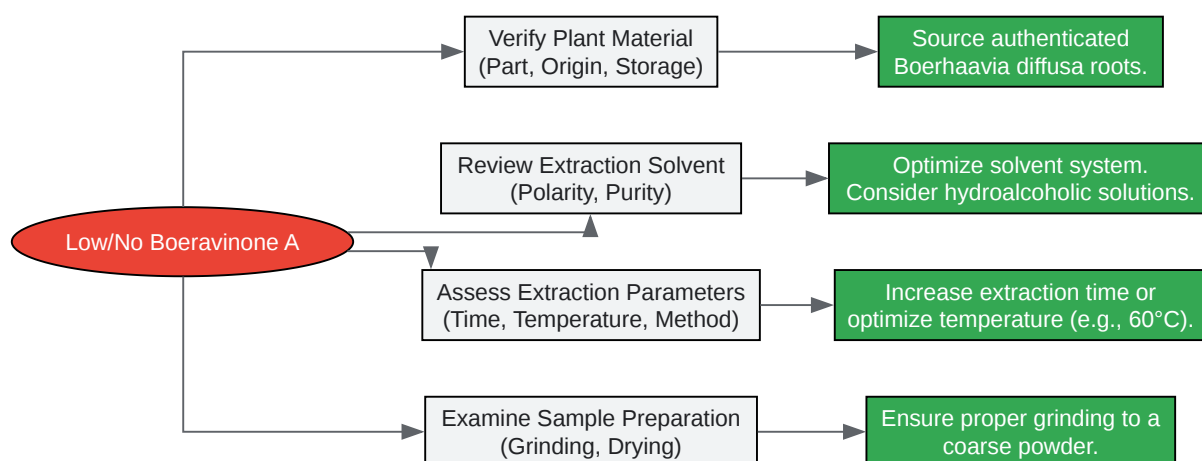 Verify Plant Material
(Part, Origin, Storage)
Source authenticated
Boerhaavia diffusa roots.
Review Extraction Solvent
(Polarity, Purity)
Optimize solvent system.
Consider hydroalcoholic solutions.
Low/No Boeravinone A
Assess Extraction Parameters
(Time, Temperature, Method)
Increase extraction time or
optimize temperature (e.g., 60°C).
Examine Sample Preparation
(Grinding, Drying)
Ensure proper grinding to a
coarse powder.